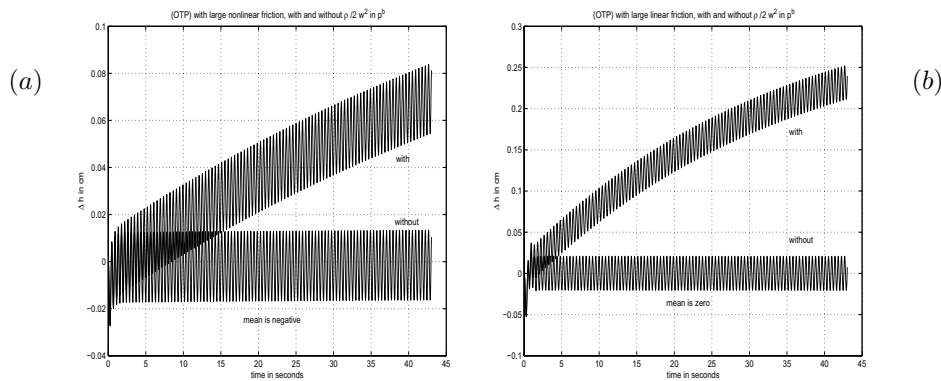 (a)
(OTP) with large nonlinear friction, with and without ρ /2 w² in pᵇ
0.1
0.08
0.06
0.04
0.02
0
−0.02
−0.04
Δ h in cm
with
without
mean is negative
0 5 10 15 20 25 30 35 40 45
time in seconds
(OTP) with large linear friction, with and without ρ /2 w² in pᵇ
0.3
0.25
0.2
0.15
0.1
0.05
0
−0.05
−0.1
Δ h in cm
with
without
mean is zero
0 5 10 15 20 25 30 35 40 45
time in seconds
(b)